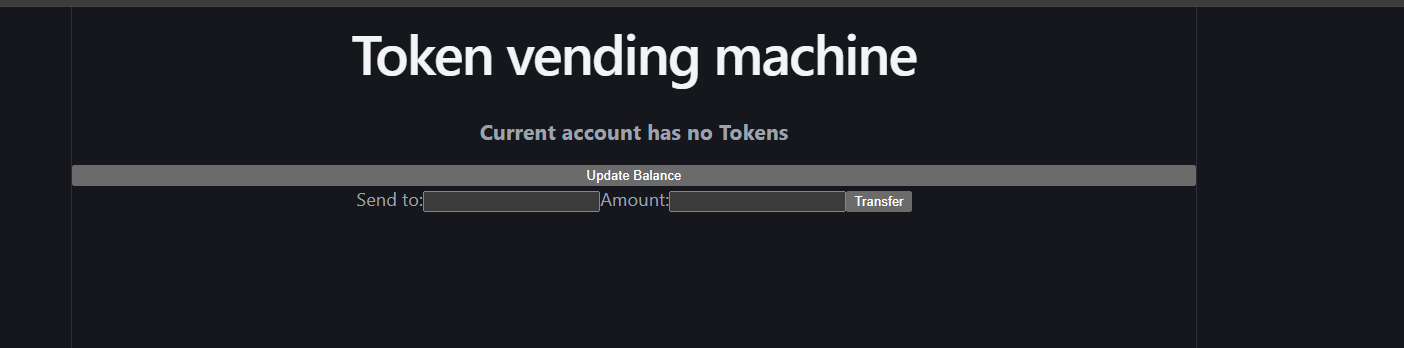 Token vending machine
Current account has no Tokens
Update Balance
Send to: Amount: Transfer